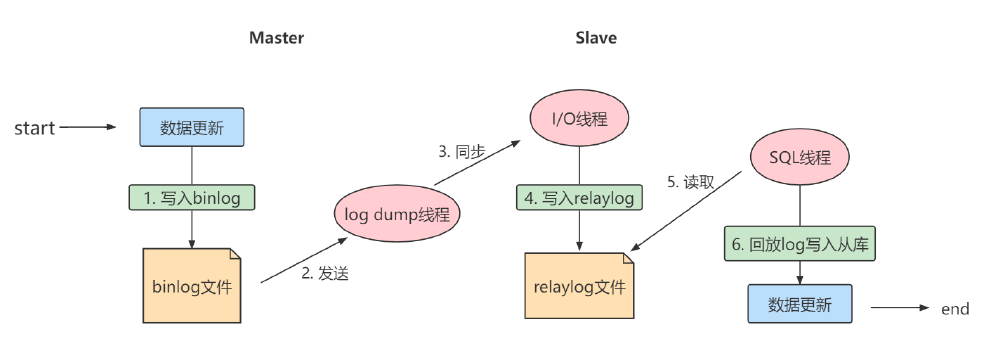 Master
Slave
start
数据更新
1. 写入binlog
binlog文件
2. 发送
log dump线程
3. 同步
I/O线程
4. 写入relaylog
relaylog文件
5. 读取
SQL线程
6. 回放log写入从库
数据更新
end